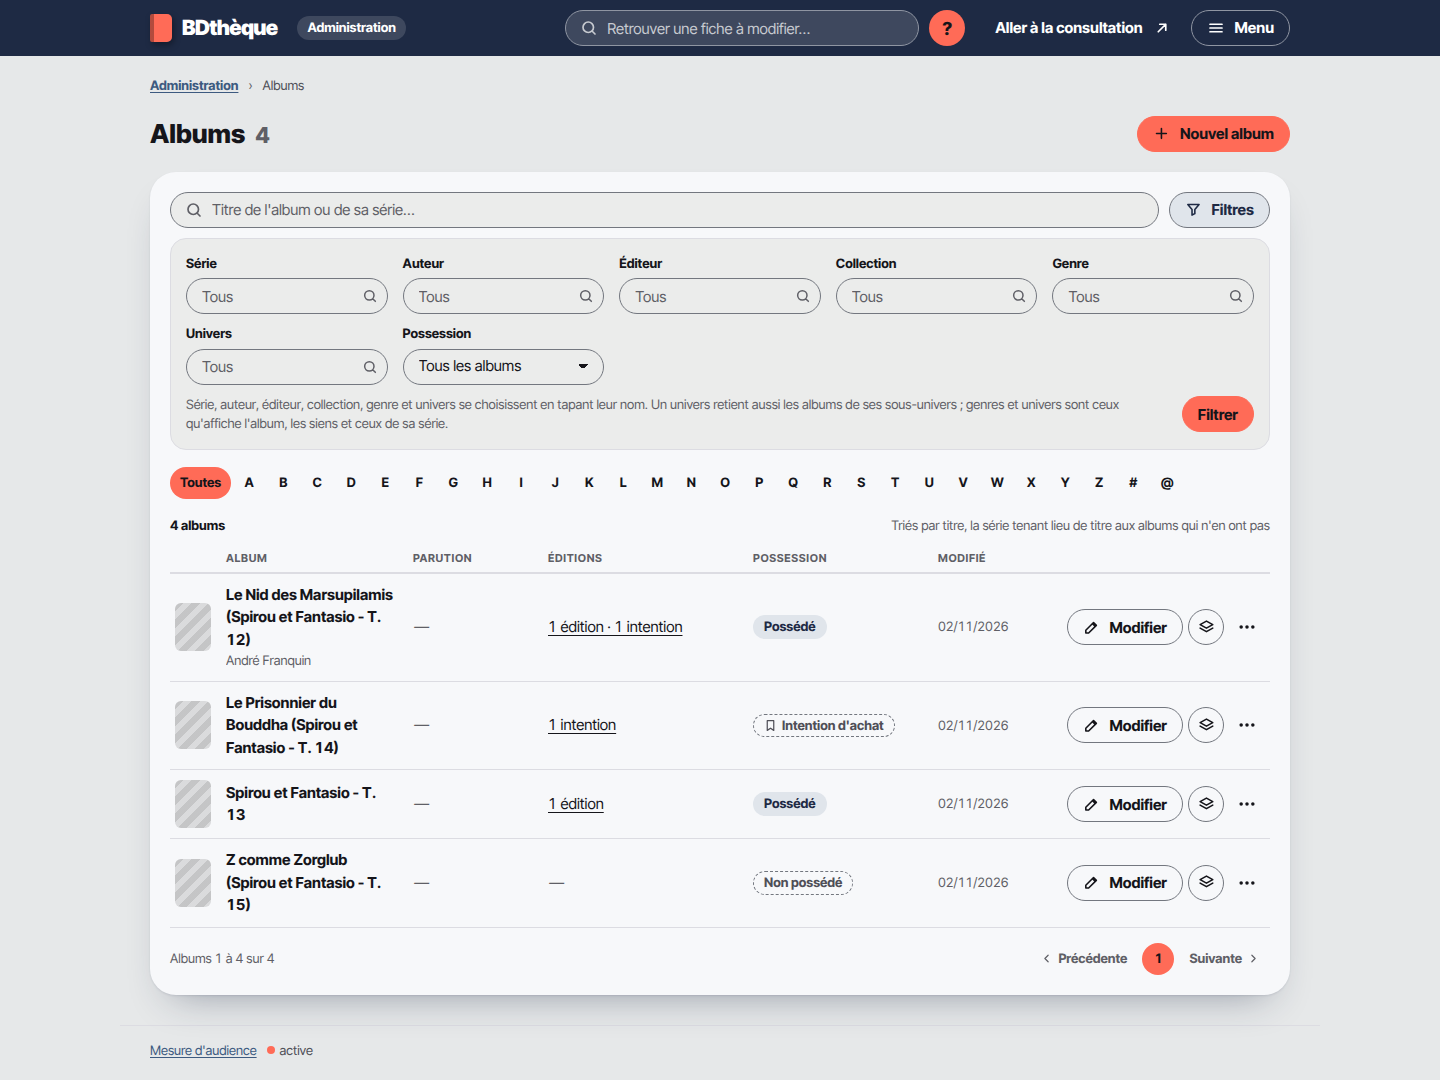 BDthèque
Administration
Retrouver une fiche à modifier...
?
Aller à la consultation
Menu
Administration › Albums
Albums 4
Nouvel album
Titre de l'album ou de sa série...
Filtres
Série
Auteur
Éditeur
Collection
Genre
Tous
Tous
Tous
Tous
Tous
Univers
Possession
Tous
Tous les albums
Série, auteur, éditeur, collection, genre et univers se choisissent en tapant leur nom. Un univers retient aussi les albums de ses sous-univers ; genres et univers sont ceux
qu'affiche l'album, les siens et ceux de sa série.
Filtrer
Toutes A B C D E F G H I J K L M N O P Q R S T U V W X Y Z # @
4 albums
Triés par titre, la série tenant lieu de titre aux albums qui n'en ont pas
ALBUM PARUTION ÉDITIONS POSSESSION MODIFIÉ
Le Nid des Marsupilamis
(Spirou et Fantasio - T.
12)
André Franquin
—
1 édition · 1 intention
Possédé
02/11/2026
Modifier
Le Prisonnier du
Bouddha (Spirou et
Fantasio - T. 14)
—
1 intention
Intention d'achat
02/11/2026
Modifier
Spirou et Fantasio - T.
13
—
1 édition
Possédé
02/11/2026
Modifier
Z comme Zorglub
(Spirou et Fantasio - T.
15)
—
—
Non possédé
02/11/2026
Modifier
Albums 1 à 4 sur 4
‹ Précédente 1 Suivante ›
Mesure d'audience
active